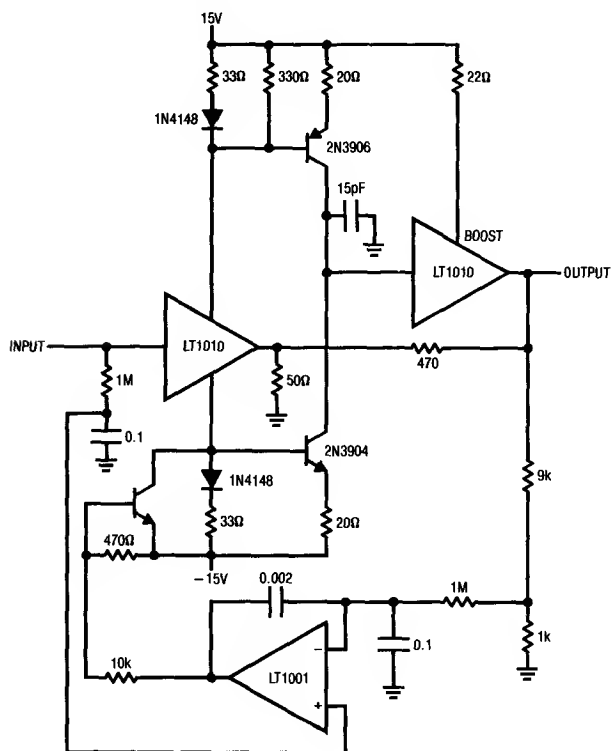 15V
33Ω
330Ω
20Ω
22Ω
1N4148
2N3906
15pF
BOOST
LT1010
OUTPUT
INPUT
LT1010
470
50Ω
1M
0.1
2N3904
1N4148
9k
33Ω
20Ω
470Ω
-15V
0.002
1M
1k
0.1
10k
LT1001
−
+